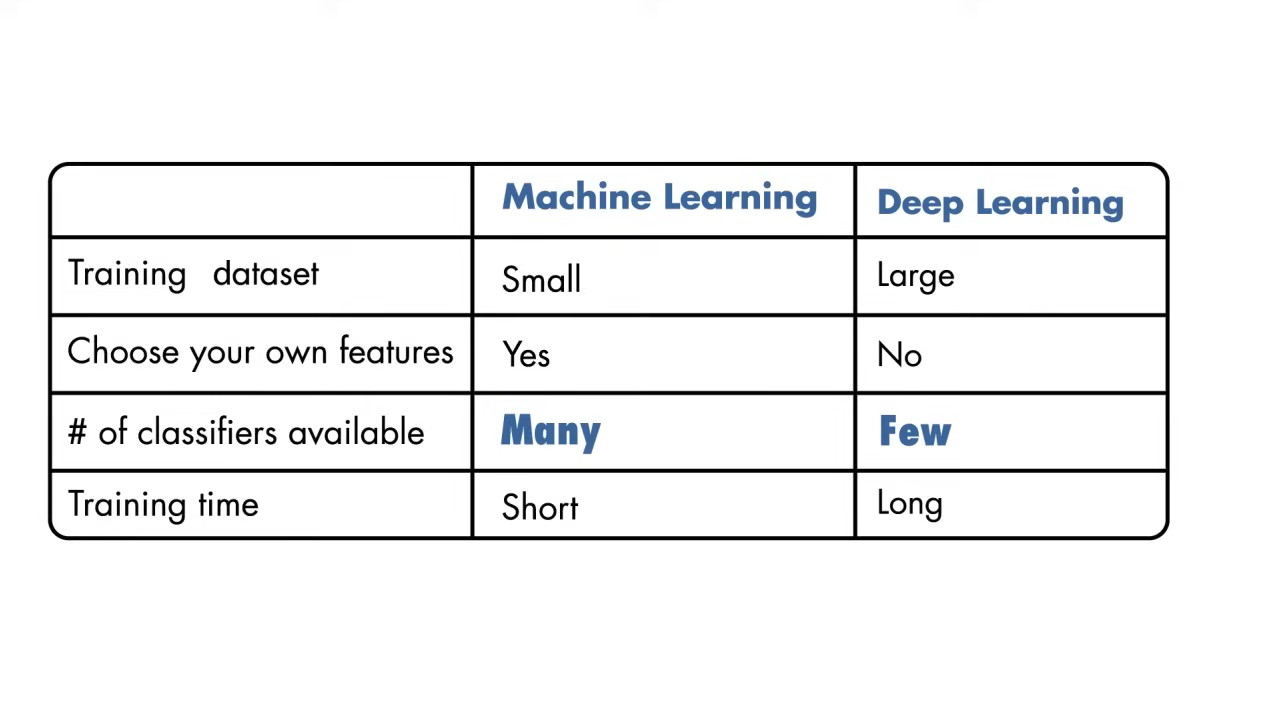 Machine Learning Deep Learning
Training dataset Small Large
Choose your own features Yes No
# of classifiers available Many Few
Training time Short Long